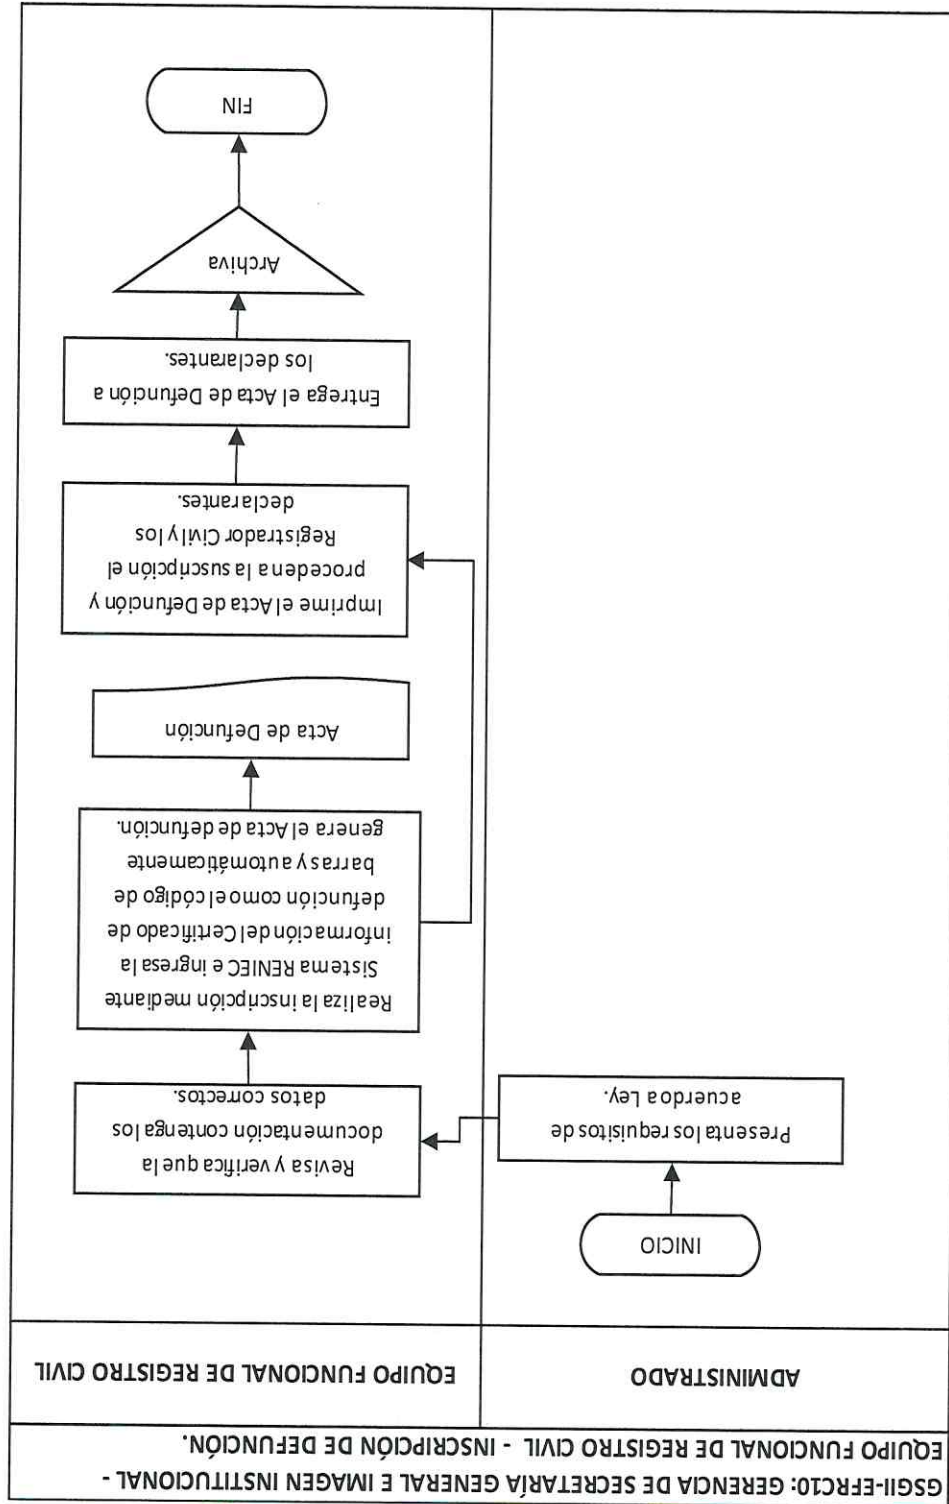 GSGII-EFRC10: GERENCIA DE SECRETARÍA GENERAL E IMAGEN INSTITUCIONAL -
EQUIPO FUNCIONAL DE REGISTRO CIVIL - INSCRIPCIÓN DE DEFUNCIÓN.
ADMINISTRADO
EQUIPO FUNCIONAL DE REGISTRO CIVIL
INICIO
Presenta los requisitos de
acuerdo a Ley.
Revisa y verifica que la
documentación contenga los
datos correctos.
Realiza la inscripción mediante
Sistema RENIEC e ingresa la
información del Certificado de
defunción como el código de
barras y automáticamente
genera el Acta de defunción.
Acta de Defunción
Imprime el Acta de Defunción y
proceden a la suscripción el
Registrador Civil y los
declarantes.
Entrega el Acta de Defunción a
los declarantes.
Archiva
FIN